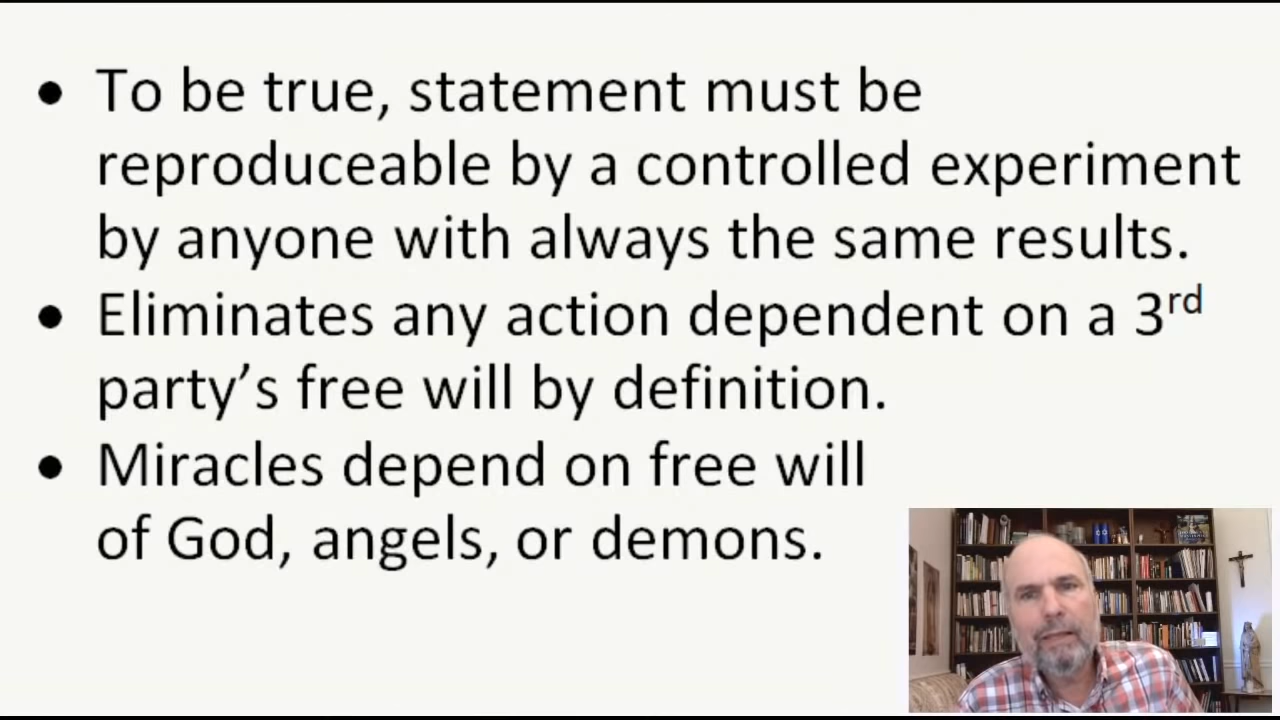 • To be true, statement must be
reproduceable by a controlled experiment
by anyone with always the same results.
• Eliminates any action dependent on a 3rd
party’s free will by definition.
• Miracles depend on free will
of God, angels, or demons.